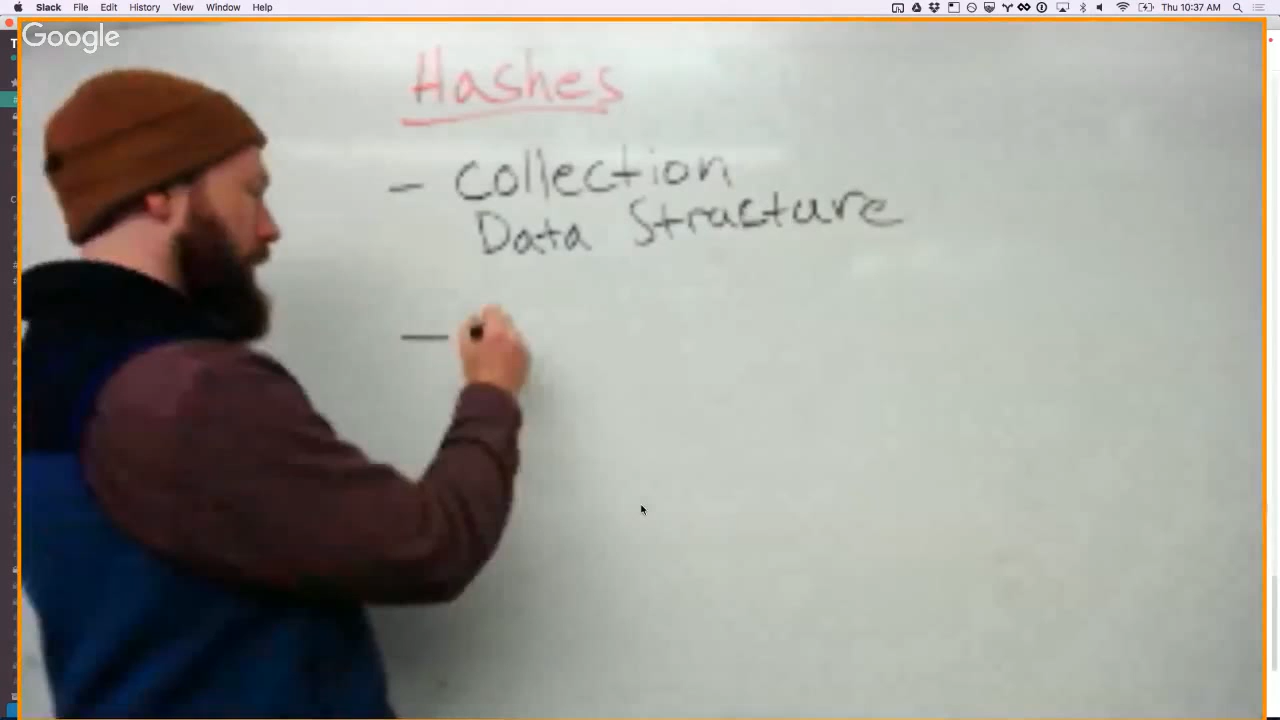 Slack File Edit History View Window Help
Thu 10:37 AM
Google
Hashes
- Collection
Data Structure
—